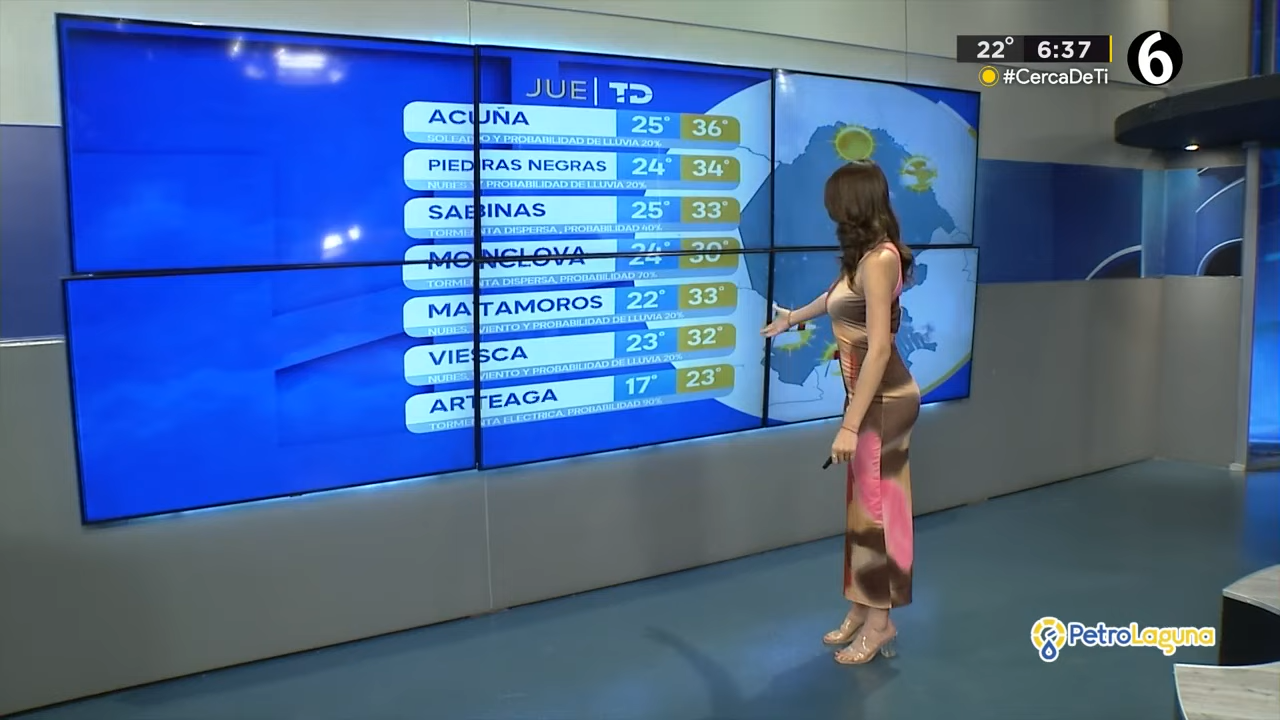 22° 6:37
6
#CercaDeTi
JUE TD
ACUÑA 25° 36°
SOLEADO Y PROBABILIDAD DE LLUVIA 20%
PIEDRAS NEGRAS 24° 34°
NUBES Y PROBABILIDAD DE LLUVIA 20%
SABINAS 25° 33°
TORMENTA DISPERSA, PROBABILIDAD 40%
MONCLOVA 24° 30°
TORMENTA DISPERSA, PROBABILIDAD 70%
MATAMOROS 22° 33°
NUBES, VIENTO Y PROBABILIDAD DE LLUVIA 20%
VIESCA 23° 32°
NUBES, VIENTO Y PROBABILIDAD DE LLUVIA 20%
ARTEAGA 17° 23°
TORMENTA ELECTRICA, PROBABILIDAD 90%
PetroLaguna